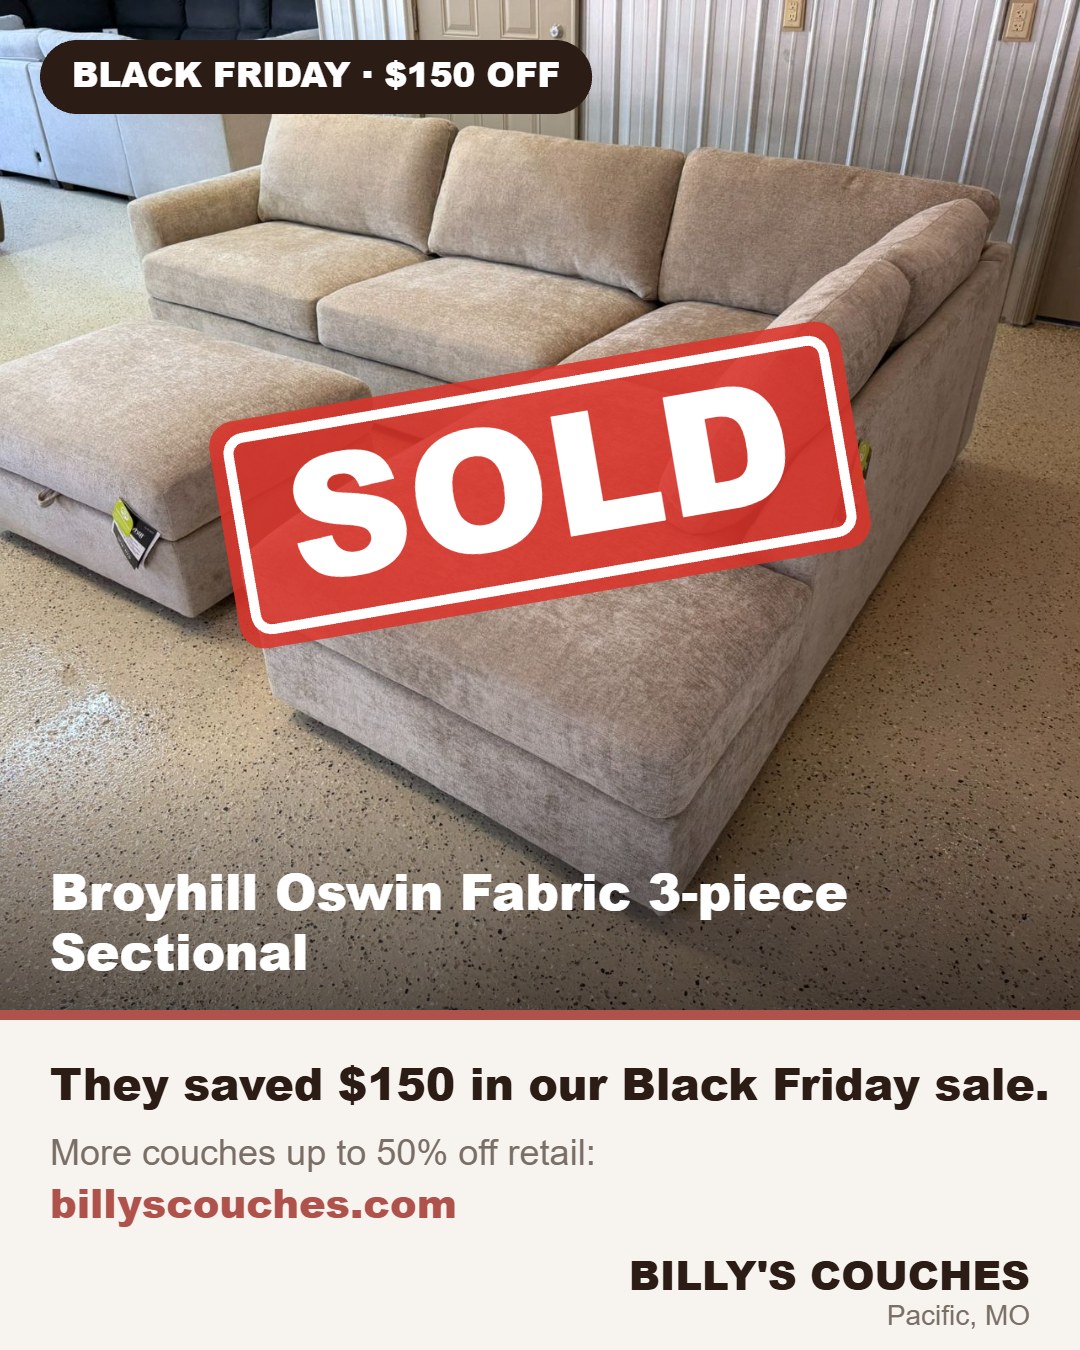 BLACK FRIDAY · $150 OFF
SOLD
Broyhill Oswin Fabric 3-piece
Sectional
They saved $150 in our Black Friday sale.
More couches up to 50% off retail:
billyscouches.com
BILLY'S COUCHES
Pacific, MO